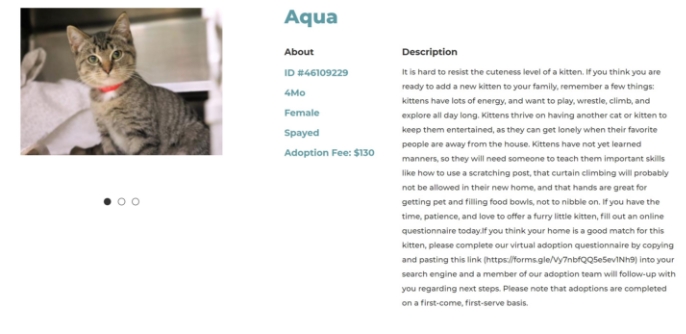 Aqua
About
ID #46109229
4Mo
Female
Spayed
Adoption Fee: $130
Description
It is hard to resist the cuteness level of a kitten. If you think you are
ready to add a new kitten to your family, remember a few things:
kittens have lots of energy, and want to play, wrestle, climb, and
explore all day long. Kittens thrive on having another cat or kitten to
keep them entertained, as they can get lonely when their favorite
people are away from the house. Kittens have not yet learned
manners, so they will need someone to teach them important skills
like how to use a scratching post, that curtain climbing will probably
not be allowed in their new home, and that hands are great for
getting pet and filling food bowls, not to nibble on. If you have the
time, patience, and love to offer a furry little kitten, fill out an online
questionnaire today.If you think your home is a good match for this
kitten, please complete our virtual adoption questionnaire by copying
and pasting this link (https://forms.gle/Vy7nbfQQ5e5ev1Nh9) into your
search engine and a member of our adoption team will follow-up with
you regarding next steps. Please note that adoptions are completed
on a first-come, first-serve basis.